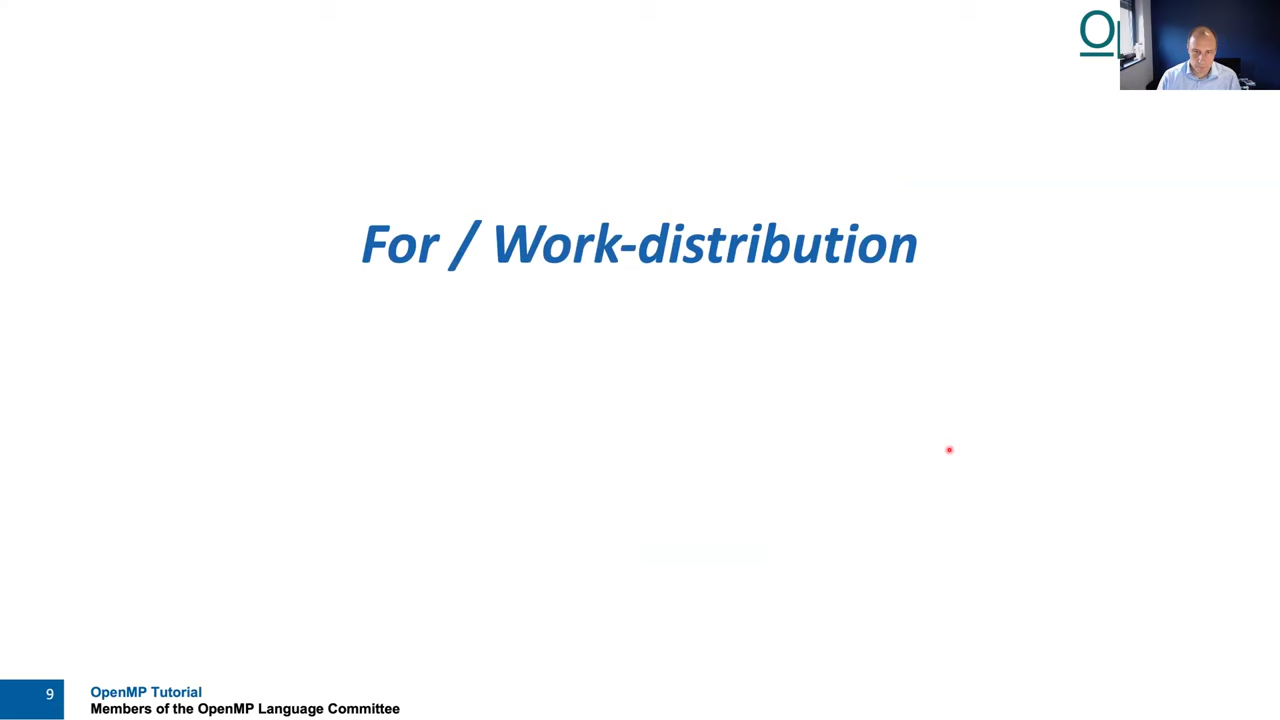 For / Work-distribution
9
OpenMP Tutorial
Members of the OpenMP Language Committee